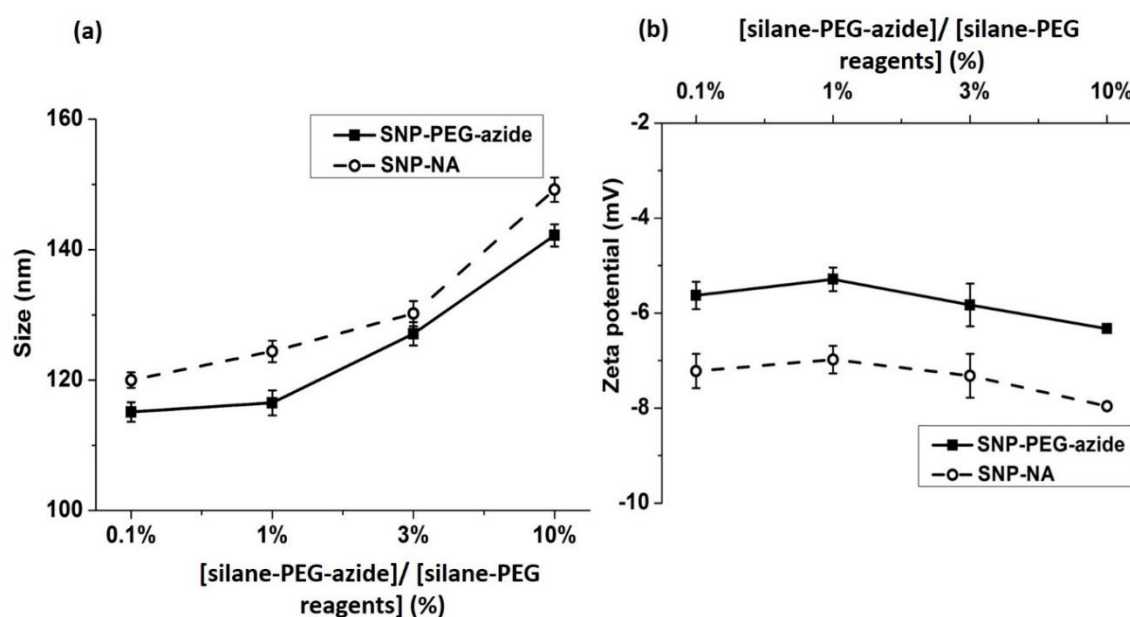 (a)
160
140
120
100
Size (nm)
SNP-PEG-azide
SNP-NA
0.1% 1% 3% 10%
[silane-PEG-azide]/ [silane-PEG
reagents] (%)
(b)
[silane-PEG-azide]/ [silane-PEG
reagents] (%)
0.1% 1% 3% 10%
-2
-4
-6
-8
-10
Zeta potential (mV)
SNP-PEG-azide
SNP-NA